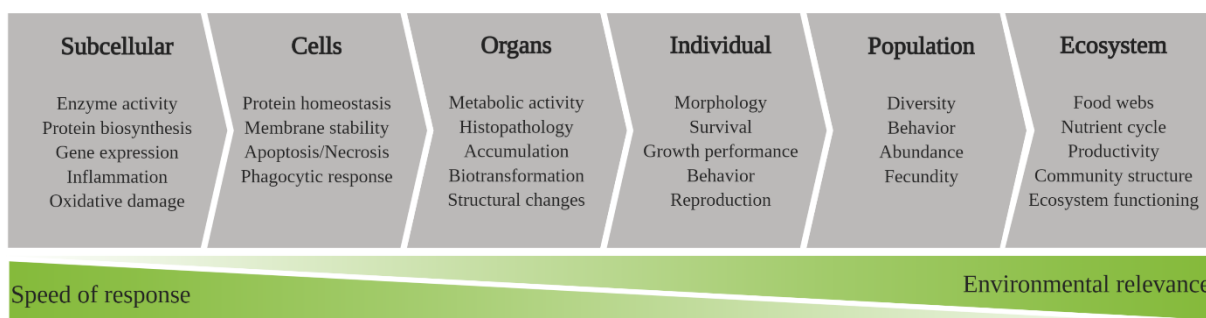 Subcellular
Enzyme activity
Protein biosynthesis
Gene expression
Inflammation
Oxidative damage
Cells
Protein homeostasis
Membrane stability
Apoptosis/Necrosis
Phagocytic response
Organs
Metabolic activity
Histopathology
Accumulation
Biotransformation
Structural changes
Individual
Morphology
Survival
Growth performance
Behavior
Reproduction
Population
Diversity
Behavior
Abundance
Fecundity
Ecosystem
Food webs
Nutrient cycle
Productivity
Community structure
Ecosystem functioning
Speed of response
Environmental relevance